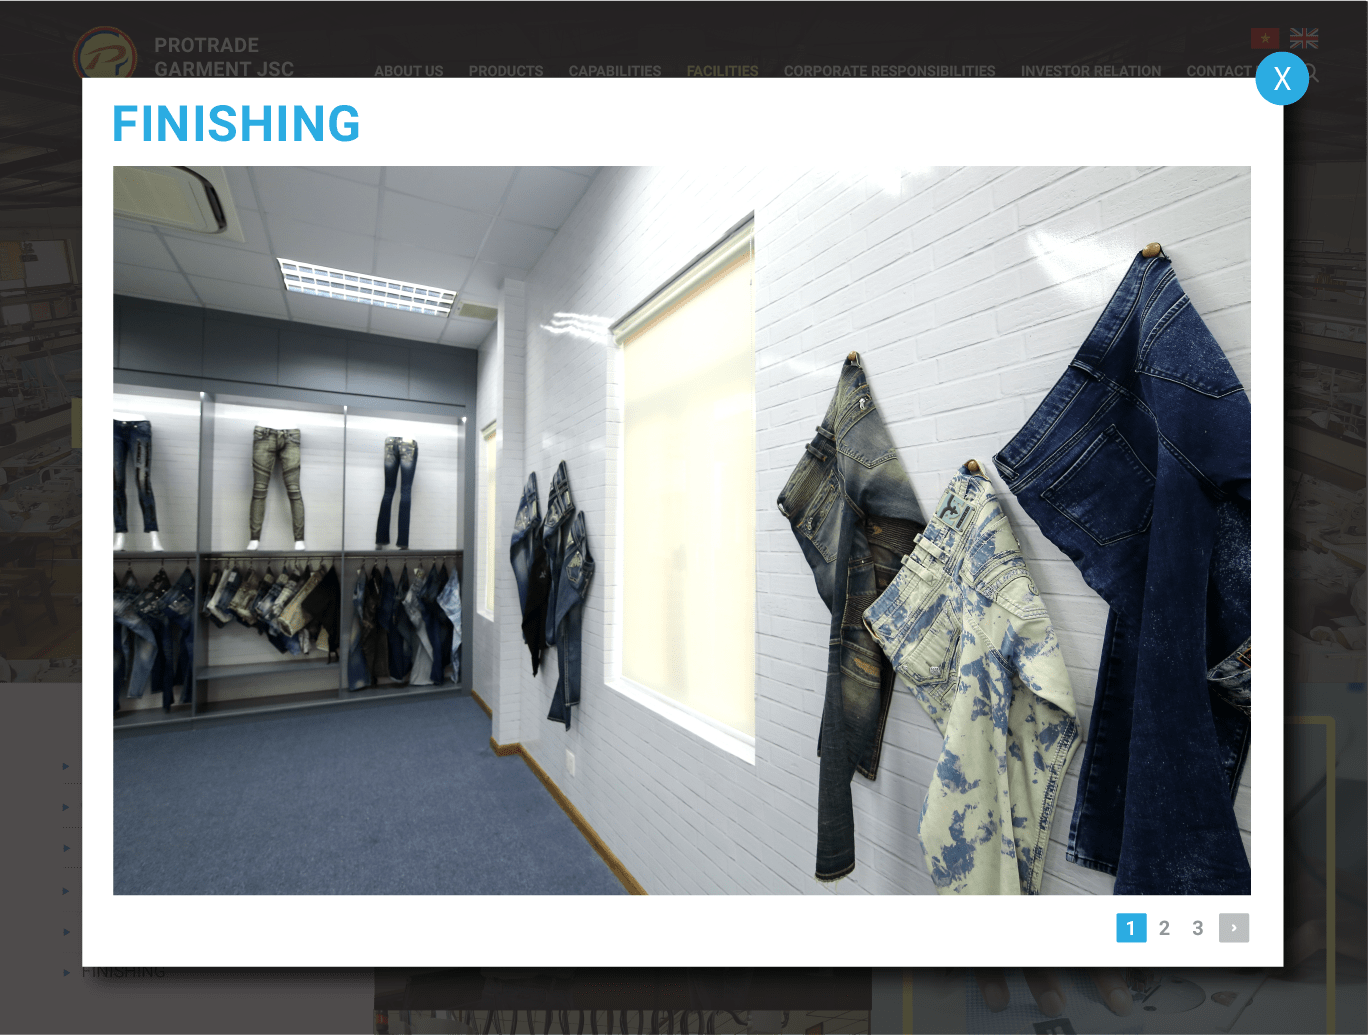 PROTRADE
GARMENT JSC
ABOUT US
PRODUCTS
CAPABILITIES
FACILITIES
CORPORATE RESPONSIBILITIES
INVESTOR RELATION
CONTACT
X
FINISHING
1 2 3 ›
FINISHING